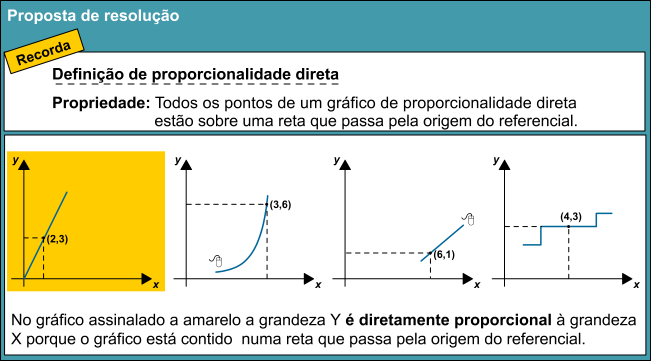 Proposta de resolução
Recorda
Definição de proporcionalidade direta
Propriedade: Todos os pontos de um gráfico de proporcionalidade direta
estão sobre uma reta que passa pela origem do referencial.
y
(2,3)
x
y
(3,6)
x
y
(6,1)
x
y
(4,3)
x
No gráfico assinalado a amarelo a grandeza Y é diretamente proporcional à grandeza
X porque o gráfico está contido numa reta que passa pela origem do referencial.